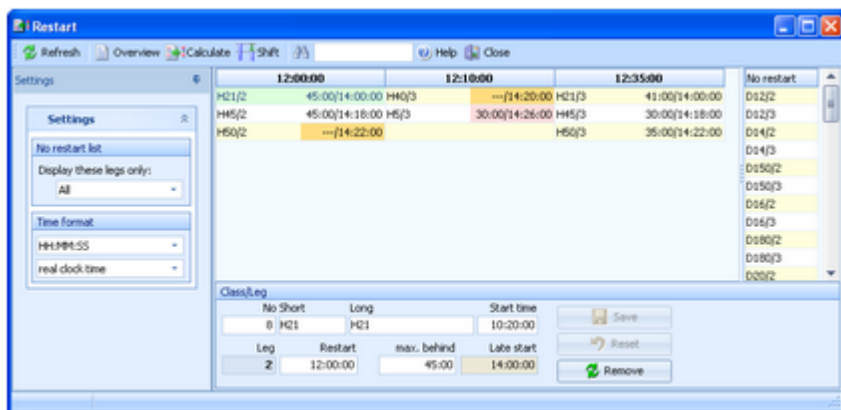 Restart
Refresh Overview Calculate Shift Help Close
Settings
Settings
No restart list
Display these legs only:
All
Time format
HH:MM:SS
real clock time
12:00:00 12:10:00 12:35:00
H21/2 45:00/14:00:00 H40/3 ---/14:20:00 H21/3 41:00/14:00:00
H45/2 45:00/14:18:00 H5/3 30:00/14:26:00 H45/3 30:00/14:18:00
H50/2 ---/14:22:00 H50/3 35:00/14:22:00
No restart
D12/2
D12/3
D14/2
D14/3
D150/2
D150/3
D16/2
D16/3
D180/2
D180/3
D20/2
Class/Leg
No Short Long Start time
8 H21 H21 10:20:00
Leg Restart max. behind Late start
2 12:00:00 45:00 14:00:00
Save
Reset
Remove